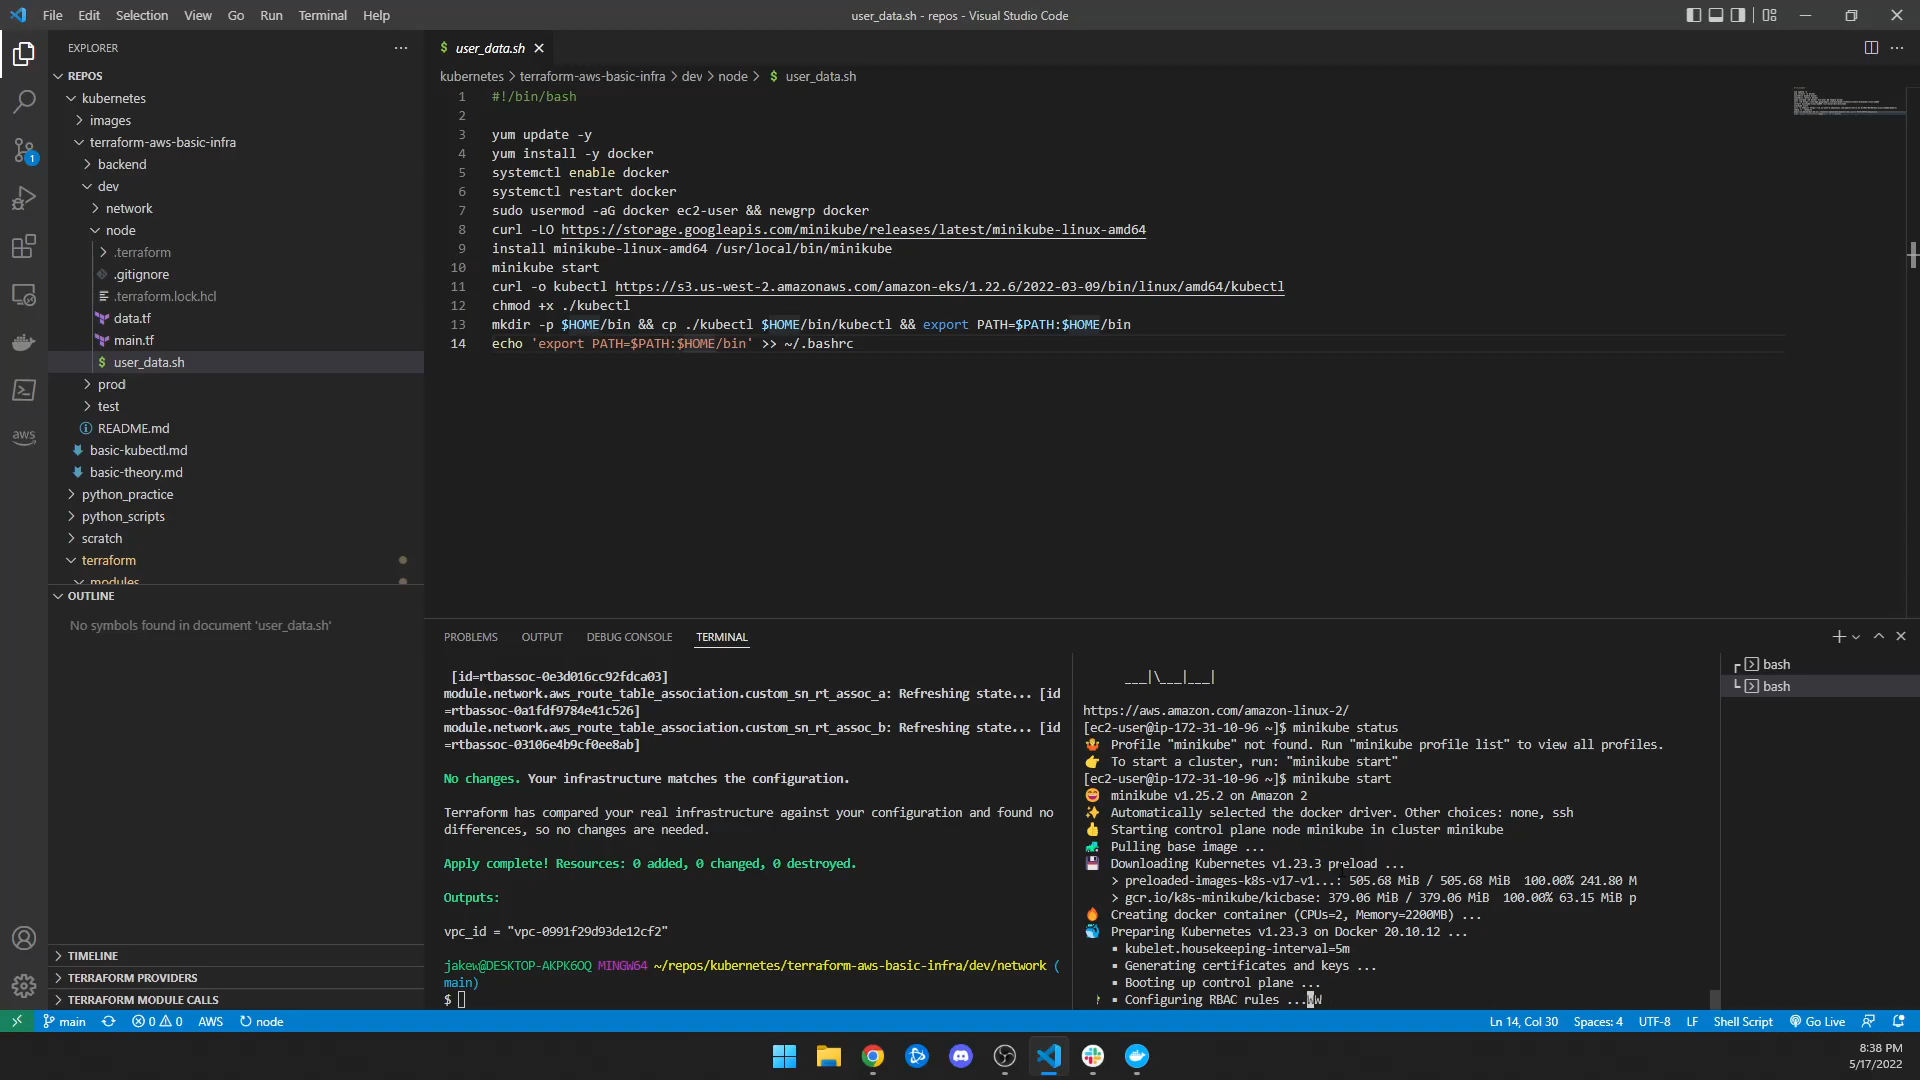 File Edit Selection View Go Run Terminal Help
user_data.sh - repos - Visual Studio Code
EXPLORER
REPOS
kubernetes
images
terraform-aws-basic-infra
backend
dev
network
node
.terraform
.gitignore
.terraform.lock.hcl
data.tf
main.tf
$ user_data.sh
prod
test
README.md
basic-kubectl.md
basic-theory.md
python_practice
python_scripts
scratch
terraform
modules
OUTLINE
No symbols found in document 'user_data.sh'
TIMELINE
TERRAFORM PROVIDERS
TERRAFORM MODULE CALLS
1
aws
$ user_data.sh
kubernetes > terraform-aws-basic-infra > dev > node > $ user_data.sh
1 #!/bin/bash
2
3 yum update -y
4 yum install -y docker
5 systemctl enable docker
6 systemctl restart docker
7 sudo usermod -aG docker ec2-user && newgrp docker
8 curl -LO https://storage.googleapis.com/minikube/releases/latest/minikube-linux-amd64
9 install minikube-linux-amd64 /usr/local/bin/minikube
10 minikube start
11 curl -o kubectl https://s3.us-west-2.amazonaws.com/amazon-eks/1.22.6/2022-03-09/bin/linux/amd64/kubectl
12 chmod +x ./kubectl
13 mkdir -p $HOME/bin && cp ./kubectl $HOME/bin/kubectl && export PATH=$PATH:$HOME/bin
14 echo 'export PATH=$PATH:$HOME/bin' >> ~/.bashrc
PROBLEMS OUTPUT DEBUG CONSOLE TERMINAL
[id=rtbassoc-0e3d016cc92fdca03]
module.network.aws_route_table_association.custom_sn_rt_assoc_a: Refreshing state... [id
=rtbassoc-0a1fdf9784e41c526]
module.network.aws_route_table_association.custom_sn_rt_assoc_b: Refreshing state... [id
=rtbassoc-03106e4b9cf0ee8ab]
No changes. Your infrastructure matches the configuration.
Terraform has compared your real infrastructure against your configuration and found no
differences, so no changes are needed.
Apply complete! Resources: 0 added, 0 changed, 0 destroyed.
Outputs:
vpc_id = "vpc-0991f29d93de12cf2"
jakew@DESKTOP-AKPK6OQ MINGW64 ~/repos/kubernetes/terraform-aws-basic-infra/dev/network (
main)
$
___|\___|___|
https://aws.amazon.com/amazon-linux-2/
[ec2-user@ip-172-31-10-96 ~]$ minikube status
Profile "minikube" not found. Run "minikube profile list" to view all profiles.
To start a cluster, run: "minikube start"
[ec2-user@ip-172-31-10-96 ~]$ minikube start
minikube v1.25.2 on Amazon 2
Automatically selected the docker driver. Other choices: none, ssh
Starting control plane node minikube in cluster minikube
Pulling base image ...
Downloading Kubernetes v1.23.3 preload ...
> preloaded-images-k8s-v17-v1...: 505.68 MiB / 505.68 MiB 100.00% 241.80 M
> gcr.io/k8s-minikube/kicbase: 379.06 MiB / 379.06 MiB 100.00% 63.15 MiB p
Creating docker container (CPUs=2, Memory=2200MB) ...
Preparing Kubernetes v1.23.3 on Docker 20.10.12 ...
▪ kubelet.housekeeping-interval=5m
▪ Generating certificates and keys ...
▪ Booting up control plane ...
▪ Configuring RBAC rules ...
bash
bash
main 0 0 AWS node
Ln 14, Col 30 Spaces: 4 UTF-8 LF Shell Script Go Live
8:38 PM
5/17/2022